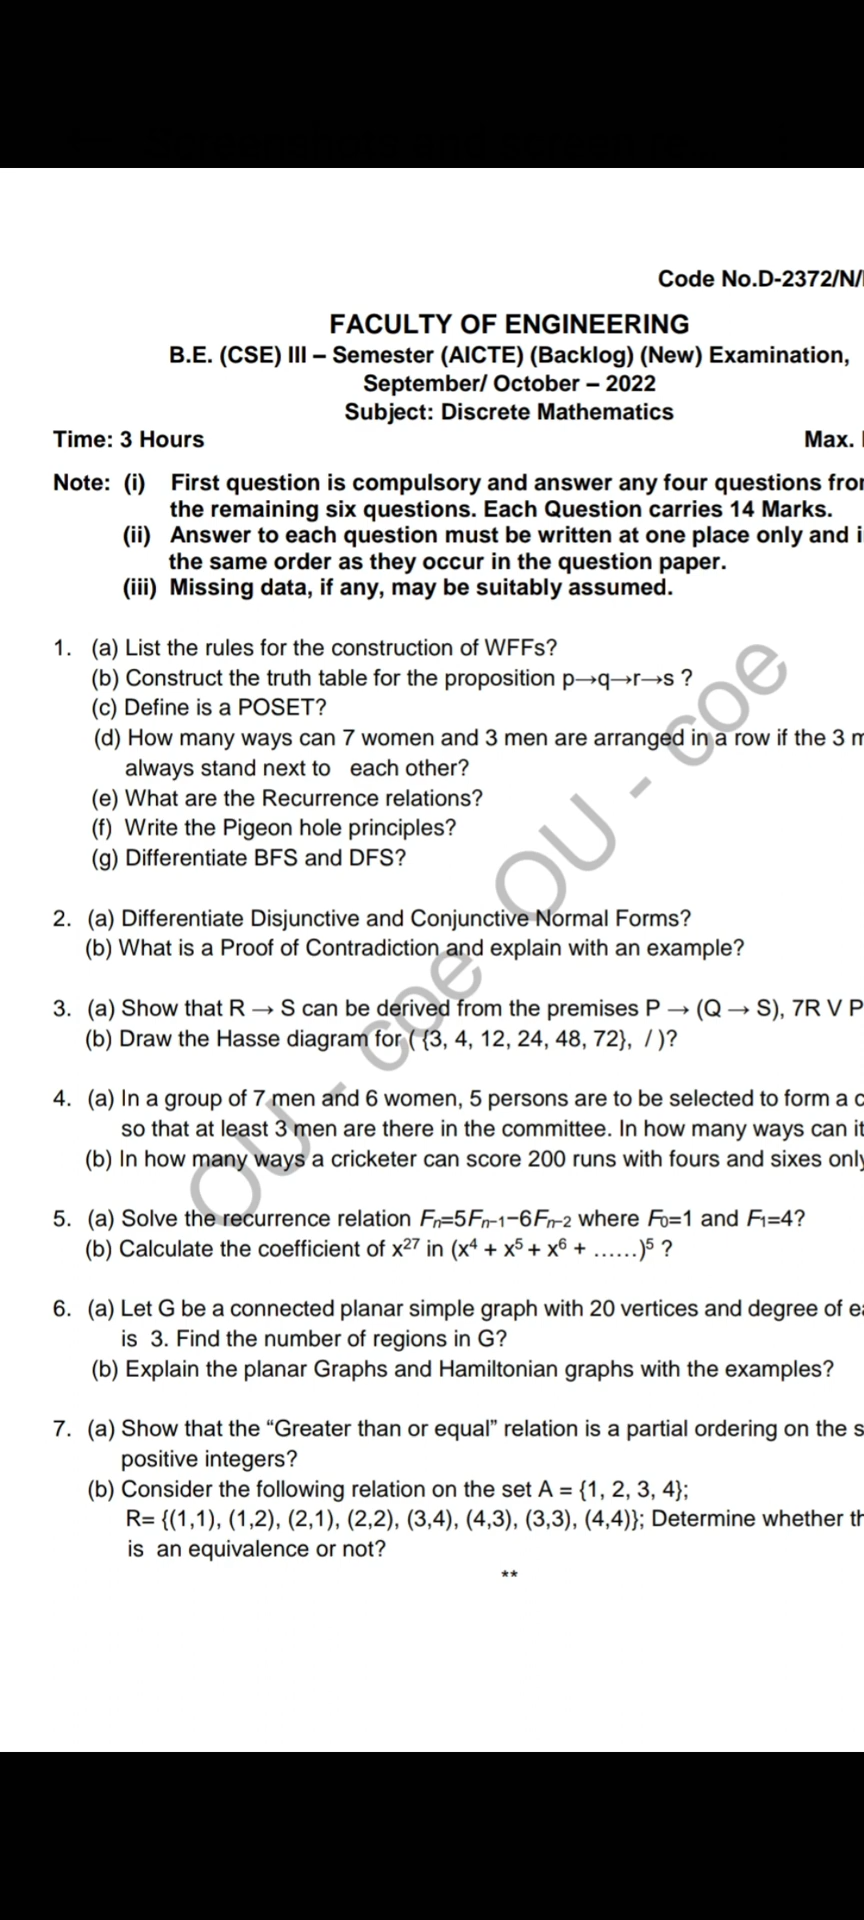 Code No.D-2372/N/
FACULTY OF ENGINEERING
B.E. (CSE) III – Semester (AICTE) (Backlog) (New) Examination,
September/ October – 2022
Subject: Discrete Mathematics
Time: 3 Hours Max.
Note: (i) First question is compulsory and answer any four questions
the remaining six questions. Each Question carries 14 Marks.
(ii) Answer to each question must be written at one place only and
the same order as they occur in the question paper.
(iii) Missing data, if any, may be suitably assumed.
1. (a) List the rules for the construction of WFFs?
(b) Construct the truth table for the proposition p→q→r→s ?
(c) Define is a POSET?
(d) How many ways can 7 women and 3 men are arranged in a row if the 3
always stand next to each other?
(e) What are the Recurrence relations?
(f) Write the Pigeon hole principles?
(g) Differentiate BFS and DFS?
2. (a) Differentiate Disjunctive and Conjunctive Normal Forms?
(b) What is a Proof of Contradiction and explain with an example?
3. (a) Show that R → S can be derived from the premises P → (Q → S), 7R V P
(b) Draw the Hasse diagram for ( {3, 4, 12, 24, 48, 72}, / )?
4. (a) In a group of 7 men and 6 women, 5 persons are to be selected to form a
so that at least 3 men are there in the committee. In how many ways can it
(b) In how many ways a cricketer can score 200 runs with fours and sixes only
5. (a) Solve the recurrence relation Fₙ=5Fₙ₋₁−6Fₙ₋₂ where F₀=1 and F₁=4?
(b) Calculate the coefficient of x²⁷ in (x⁴ + x⁵ + x⁶ + ......)⁵ ?
6. (a) Let G be a connected planar simple graph with 20 vertices and degree of
is 3. Find the number of regions in G?
(b) Explain the planar Graphs and Hamiltonian graphs with the examples?
7. (a) Show that the “Greater than or equal” relation is a partial ordering on the
positive integers?
(b) Consider the following relation on the set A = {1, 2, 3, 4};
R= {(1,1), (1,2), (2,1), (2,2), (3,4), (4,3), (3,3), (4,4)}; Determine whether
is an equivalence or not?
**
OU - coe OU - coe